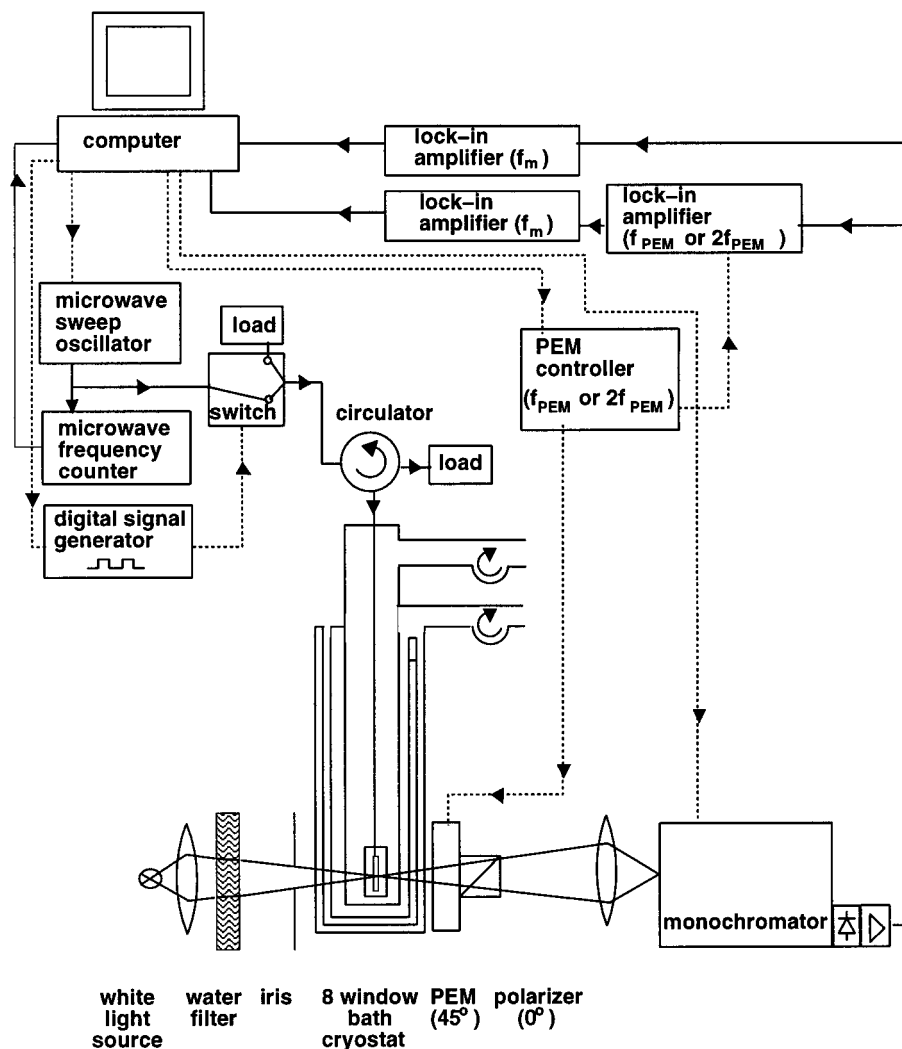 computer
lock–in
amplifier (fm)
lock–in
amplifier (fm)
lock–in
amplifier
(fPEM or 2fPEM )
microwave
sweep
oscillator
load
switch
PEM
controller
(fPEM or 2fPEM )
microwave
frequency
counter
circulator
load
digital signal
generator
monochromator
white
light
source
water
filter
iris
8 window
bath
cryostat
PEM
(45°)
polarizer
(0°)